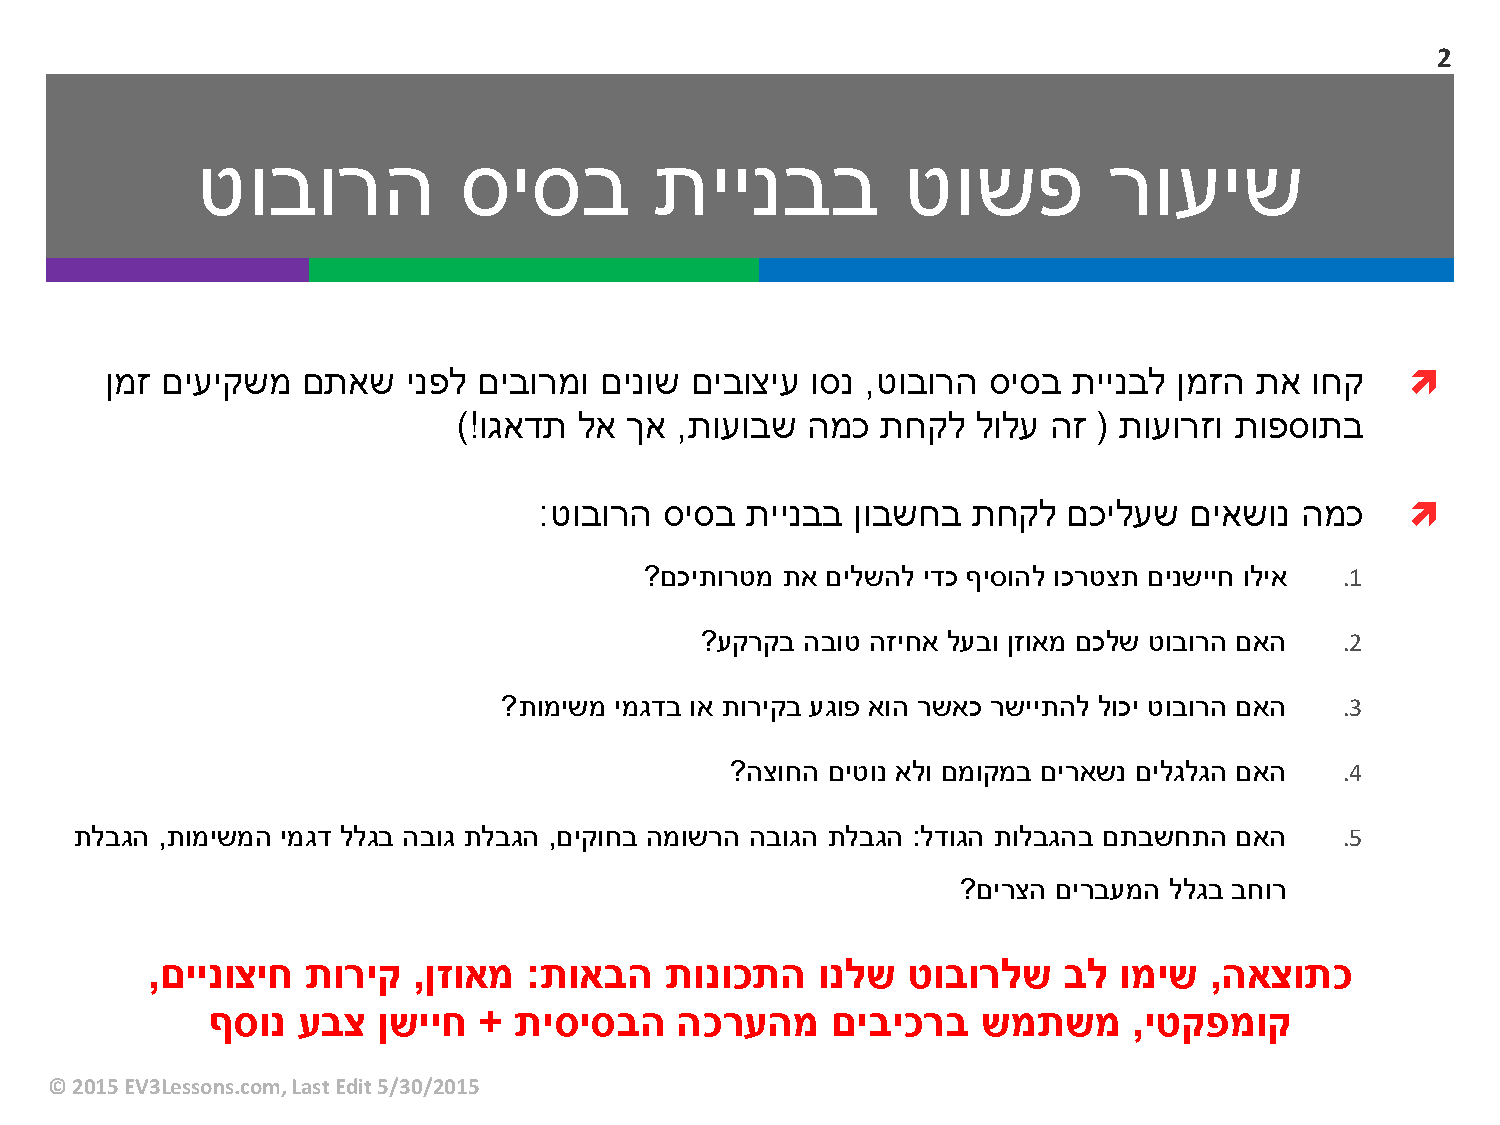 2
שיעור פשוט בבניית בסיס הרובוט
קחו את הזמן לבניית בסיס הרובוט, נסו עיצובים שונים ומרובים לפני שאתם משקיעים זמן
בתוספות וזרועות ( זה עלול לקחת כמה שבועות, אך לא תדאגו!)
כמה נושאים שעליכם לקחת בחשבון בבניית בסיס הרובוט:
1. אילו חיישנים תצטרכו להוסיף כדי להשלים את מטרותיכם?
2. האם הרובוט שלכם מאוזן ובעל אחיזה טובה בקרקע?
3. האם הרובוט יכול להתיישר כאשר הוא פוגע בקירות או בדגמי משימות?
4. האם הגלגלים נשארים במקומם ולא נוטים החוצה?
5. האם התחשבתם בהגבלות הגודל: הגבלת הגובה הרשומה בחוקים, הגבלת גובה בגלל דגמי המשימות, הגבלת
רוחב בגלל המעברים הצרים?
כתוצאה, שימו לב שלרובוט שלנו התכונות הבאות: מאוזן, קירות חיצוניים,
קומפקטי, משתמש ברכיבים מהערכה הבסיסית + חיישן צבע נוסף
© 2015 EV3Lessons.com, Last Edit 5/30/2015